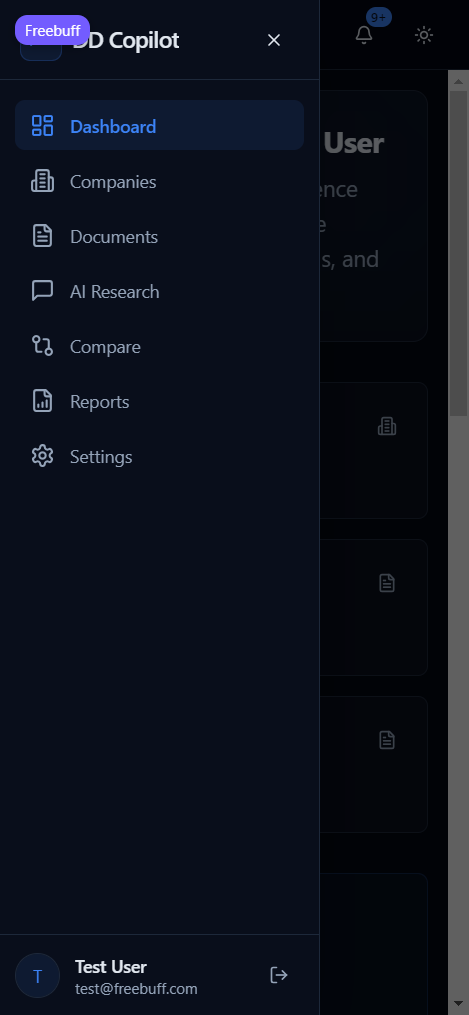 Freebuff
DD Copilot
9+
Dashboard
Companies
Documents
AI Research
Compare
Reports
Settings
User
ence
e
s, and
T
Test User
test@freebuff.com